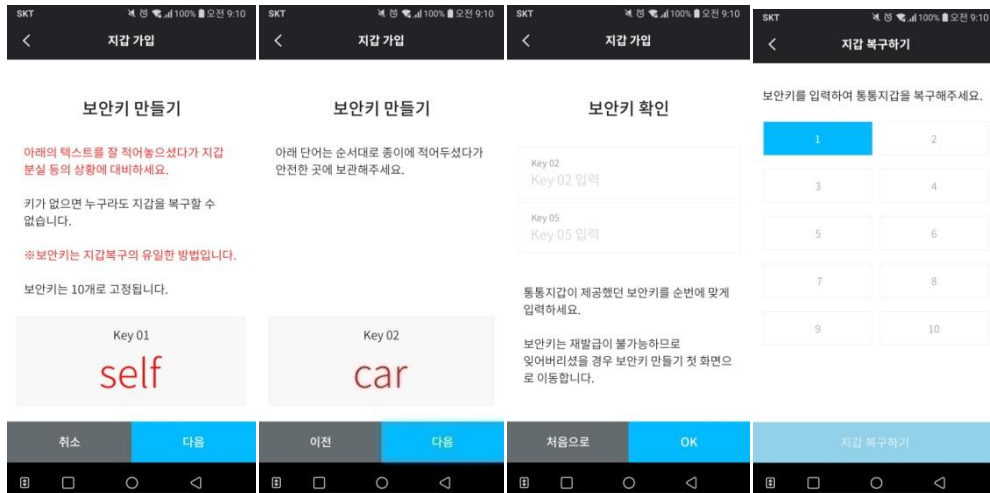 SKT 100% 오전 9:10
지갑 가입
보안키 만들기
아래의 텍스트를 잘 적어놓으셨다가 지갑
분실 등의 상황에 대비하세요.
키가 없으면 누구라도 지갑을 복구할 수
없습니다.
※보안키는 지갑복구의 유일한 방법입니다.
보안키는 10개로 고정됩니다.
Key 01
self
취소 다음
SKT 100% 오전 9:10
지갑 가입
보안키 만들기
아래 단어는 순서대로 종이에 적어두셨다가
안전한 곳에 보관해주세요.
Key 02
car
이전 다음
SKT 100% 오전 9:10
지갑 가입
보안키 확인
Key 02
Key 02 입력
Key 05
Key 05 입력
통통지갑이 제공했던 보안키를 순번에 맞게
입력하세요.
보안키는 재발급이 불가능하므로
잊어버리셨을 경우 보안키 만들기 첫 화면으
로 이동합니다.
처음으로 OK
SKT 100% 오전 9:10
지갑 복구하기
보안키를 입력하여 통통지갑을 복구해주세요.
1 2
3 4
5 6
7 8
9 10
지갑 복구하기